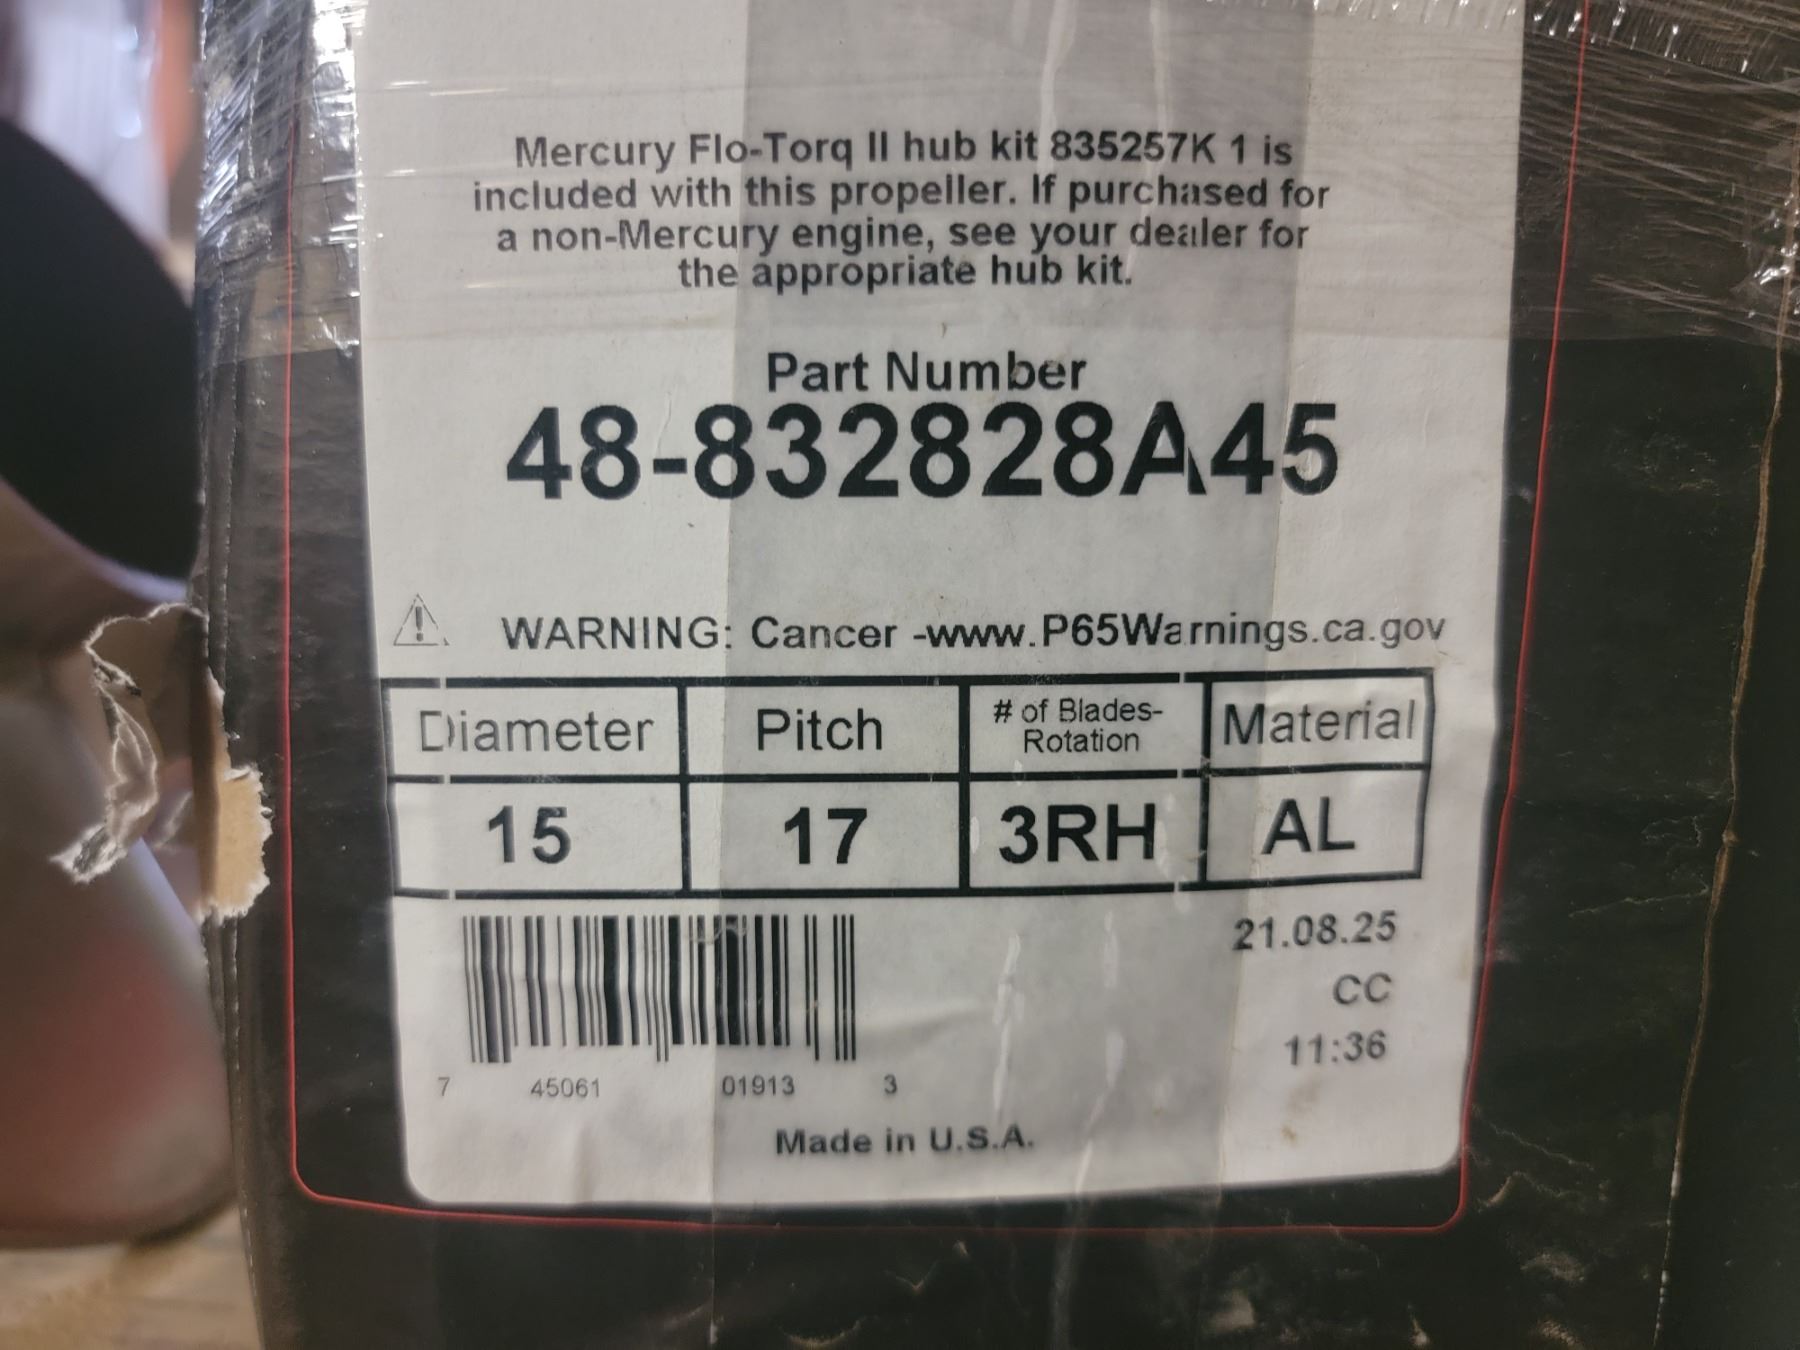 Mercury Flo-Torq II hub kit 835257K 1 is
included with this propeller. If purchased for
a non-Mercury engine, see your dealer for
the appropriate hub kit.
Part Number
48-832828A45
WARNING: Cancer -www.P65Warnings.ca.gov
Diameter Pitch # of Blades-Rotation Material
15 17 3RH AL
21.08.25
CC
11:36
7 45061 01913 3
Made in U.S.A.